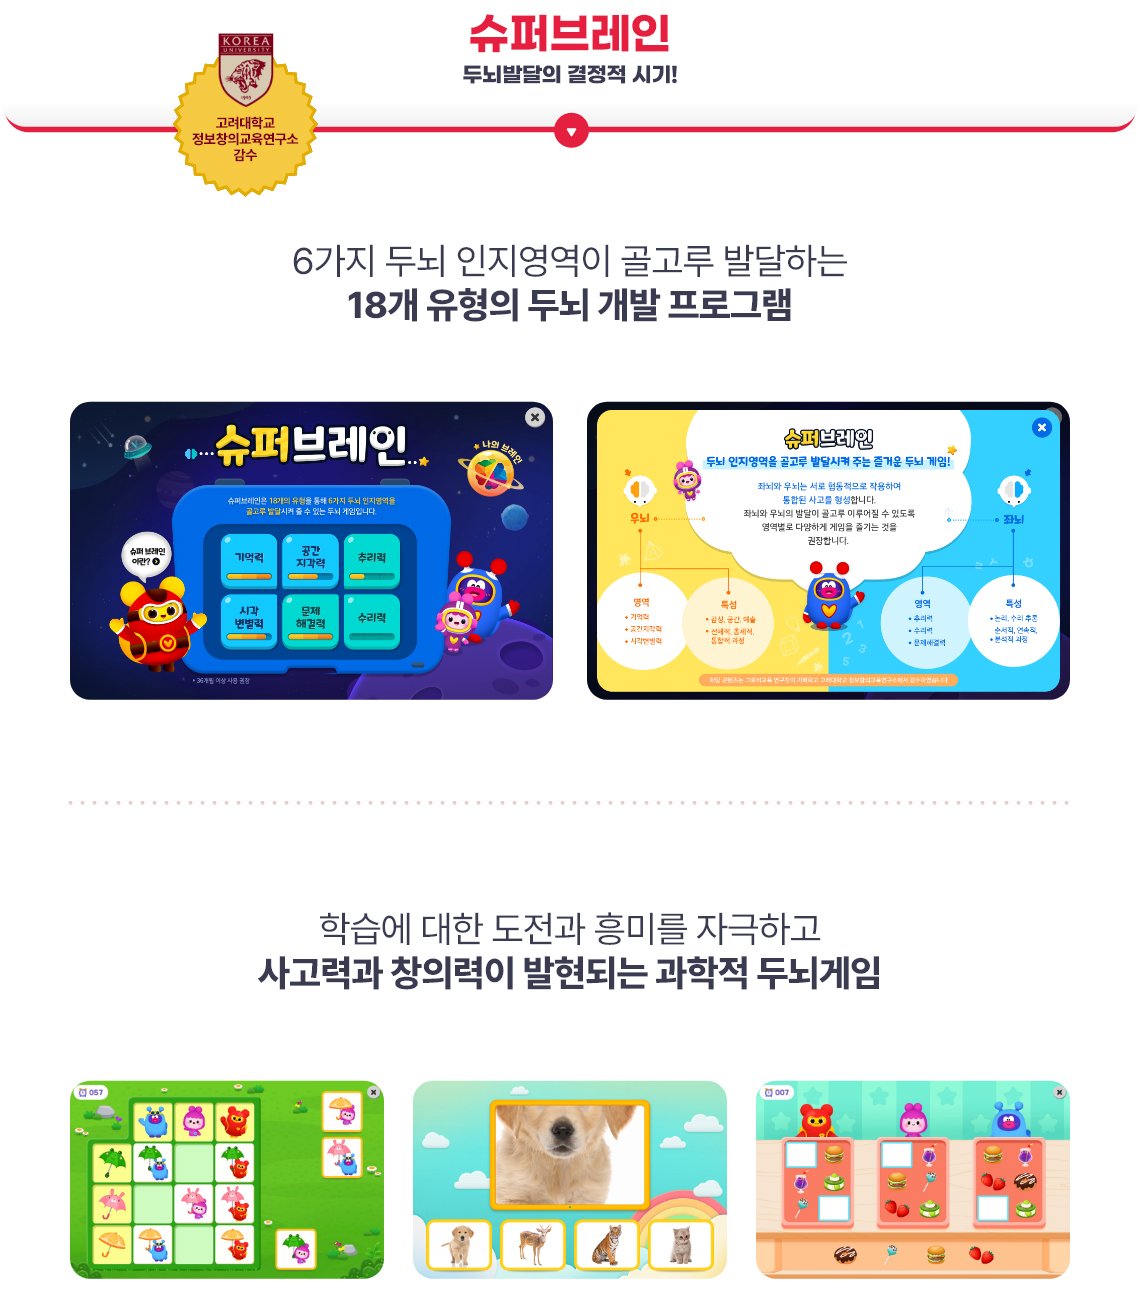 슈퍼브레인
두뇌발달의 결정적 시기!
KOREA
UNIVERSITY
고려대학교
정보창의교육연구소
감수
6가지 두뇌 인지영역이 골고루 발달하는
18개 유형의 두뇌 개발 프로그램
슈퍼브레인
나의 브레인
슈퍼브레인은 18개의 유형을 통해 6가지 두뇌 인지영역을
골고루 발달시켜 줄 수 있는 두뇌 게임입니다.
슈퍼 브레인
이란?
기억력
공간
지각력
추리력
시각
변별력
문제
해결력
수리력
* 36개월 이상 사용 권장
슈퍼브레인
두뇌 인지영역을 골고루 발달시켜 주는 즐거운 두뇌 게임!
좌뇌와 우뇌는 서로 협동적으로 작용하여
통합된 사고를 형성합니다.
좌뇌와 우뇌의 발달이 골고루 이루어질 수 있도록
영역별로 다양하게 게임을 즐기는 것을
권장합니다.
우뇌
영역
• 기억력
• 공간지각력
• 시각변별력
특성
• 감성, 공간, 예술
• 전체적, 총체적,
통합적 과정
좌뇌
영역
• 추리력
• 수리력
• 문제해결력
특성
• 논리, 수리 추론
순서적, 연속적,
• 분석적 과정
학습에 대한 도전과 흥미를 자극하고
사고력과 창의력이 발현되는 과학적 두뇌게임
057
007